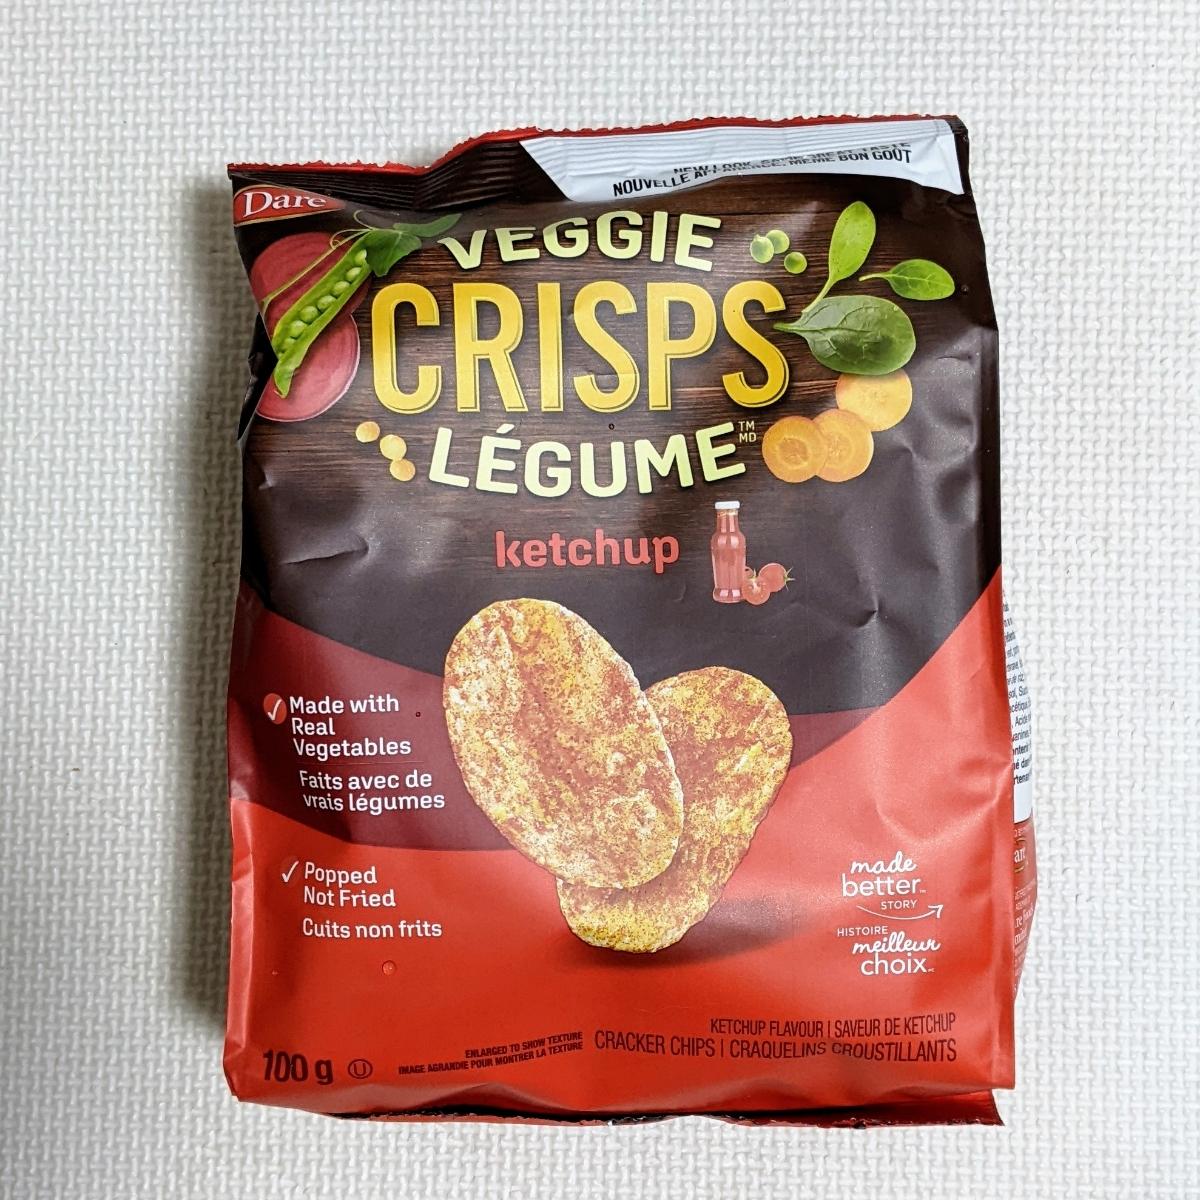 NEW LOOK, SAME GREAT TASTE
NOUVELLE APPARENCE, MÊME BON GOÛT
Dare
VEGGIE
CRISPS
LÉGUME
TM
MD
ketchup
Made with
Real
Vegetables
Faits avec de
vrais légumes
Popped
Not Fried
Cuits non frits
made
better
STORY
HISTOIRE
meilleur
choix
KETCHUP FLAVOUR | SAVEUR DE KETCHUP
CRACKER CHIPS | CRAQUELINS CROUSTILLANTS
ENLARGED TO SHOW TEXTURE
IMAGE AGRANDIE POUR MONTRER LA TEXTURE
100 g U